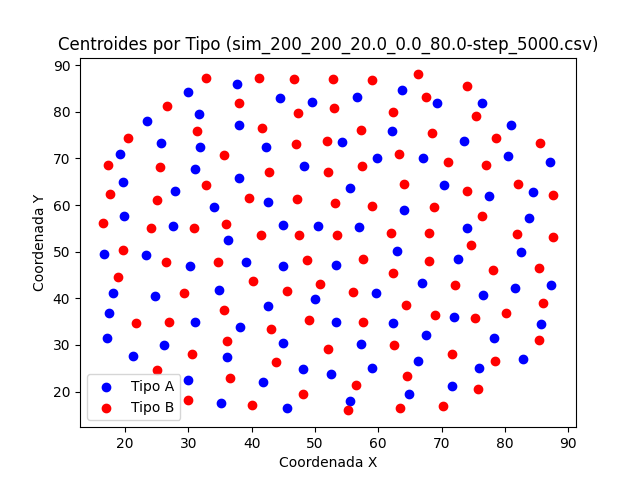 Centroides por Tipo (sim_200_200_20.0_0.0_80.0-step_5000.csv)
90
80
70
60
50
40
30
20
Coordenada Y
Tipo A
Tipo B
20 30 40 50 60 70 80 90
Coordenada X